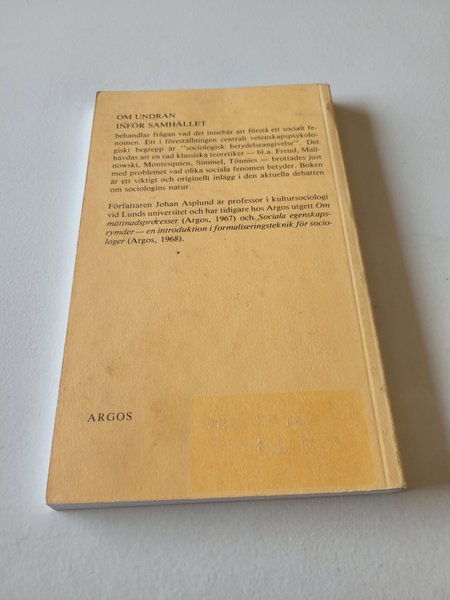 OM UNDRAN
INFÖR SAMHÄLLET
behandlar frågan vad det innebär att förstå ett socialt fe-
nomen. Ett i föreställningen centralt vetenskapspsykolo-
giskt begrepp är "sociologisk betydelseangivelse". Det
hävdas att en rad klassiska teoretiker — bl.a. Freud, Mali-
nowski, Montesquieu, Simmel, Tönnies — brottades just
med problemet vad olika sociala fenomen betyder. Boken
är ett viktigt och originellt inlägg i den aktuella debatten
om sociologins natur.
Författaren Johan Asplund är professor i kultursociologi
vid Lunds universitet och har tidigare hos Argos utgett Om
mättnadsprocesser (Argos, 1967) och Sociala egenskaps-
rymder — en introduktion i formaliseringsteknik för socio-
loger (Argos, 1968).
ARGOS